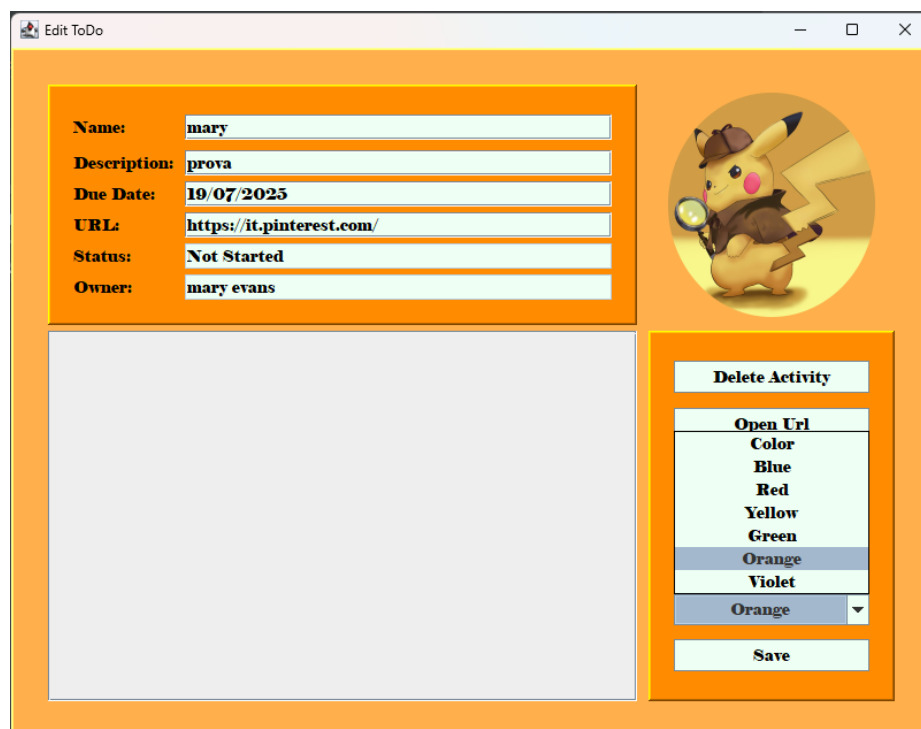 Edit ToDo
Name: mary
Description: prova
Due Date: 19/07/2025
URL: https://it.pinterest.com/
Status: Not Started
Owner: mary evans
Delete Activity
Open Url
Color
Blue
Red
Yellow
Green
Orange
Violet
Orange
Save